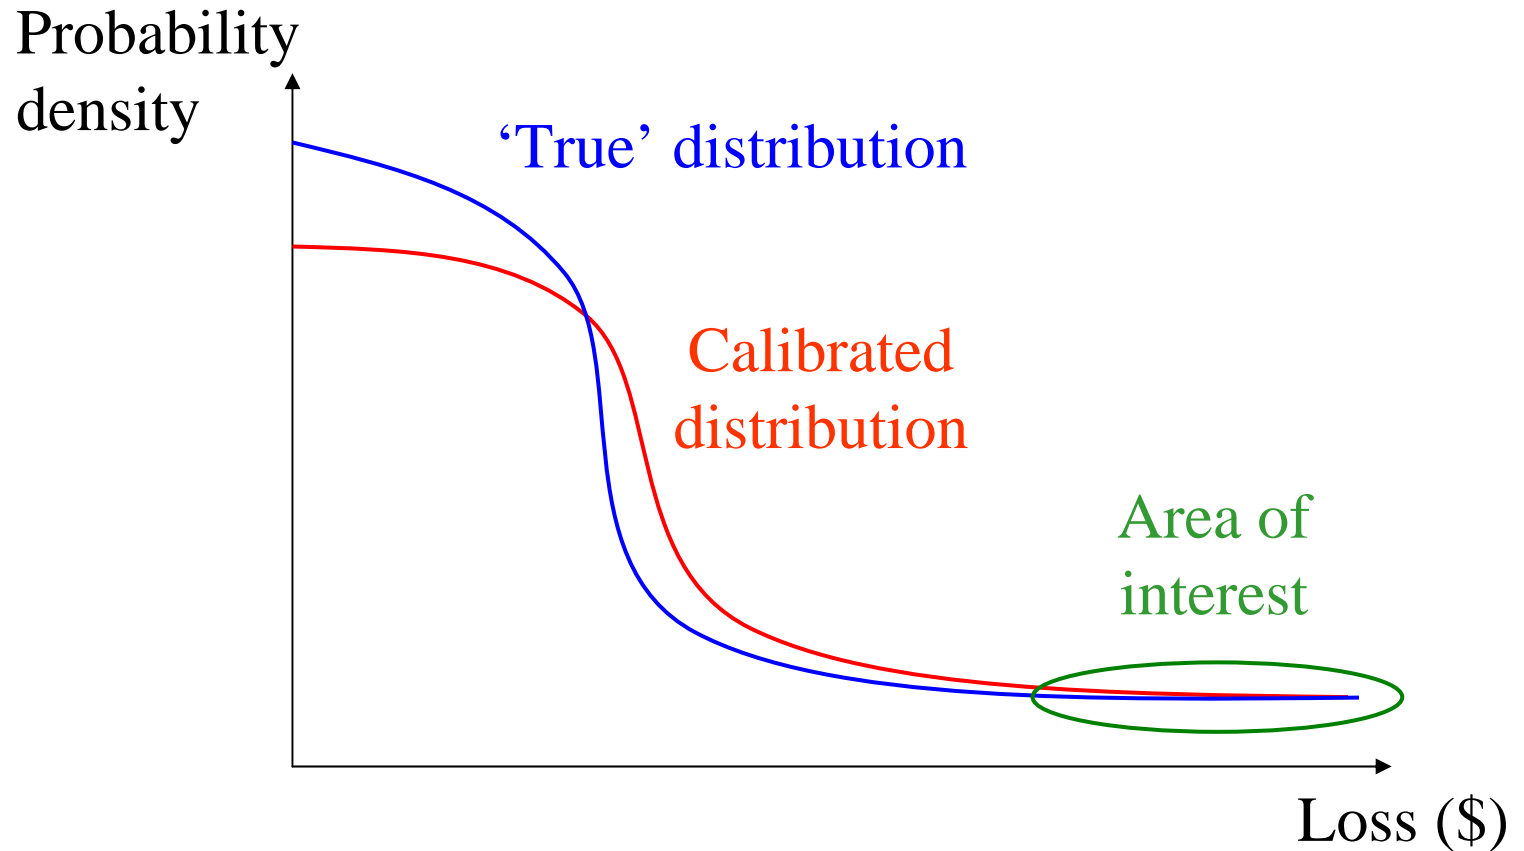 Probability
density
‘True’ distribution
Calibrated
distribution
Area of
interest
Loss ($)